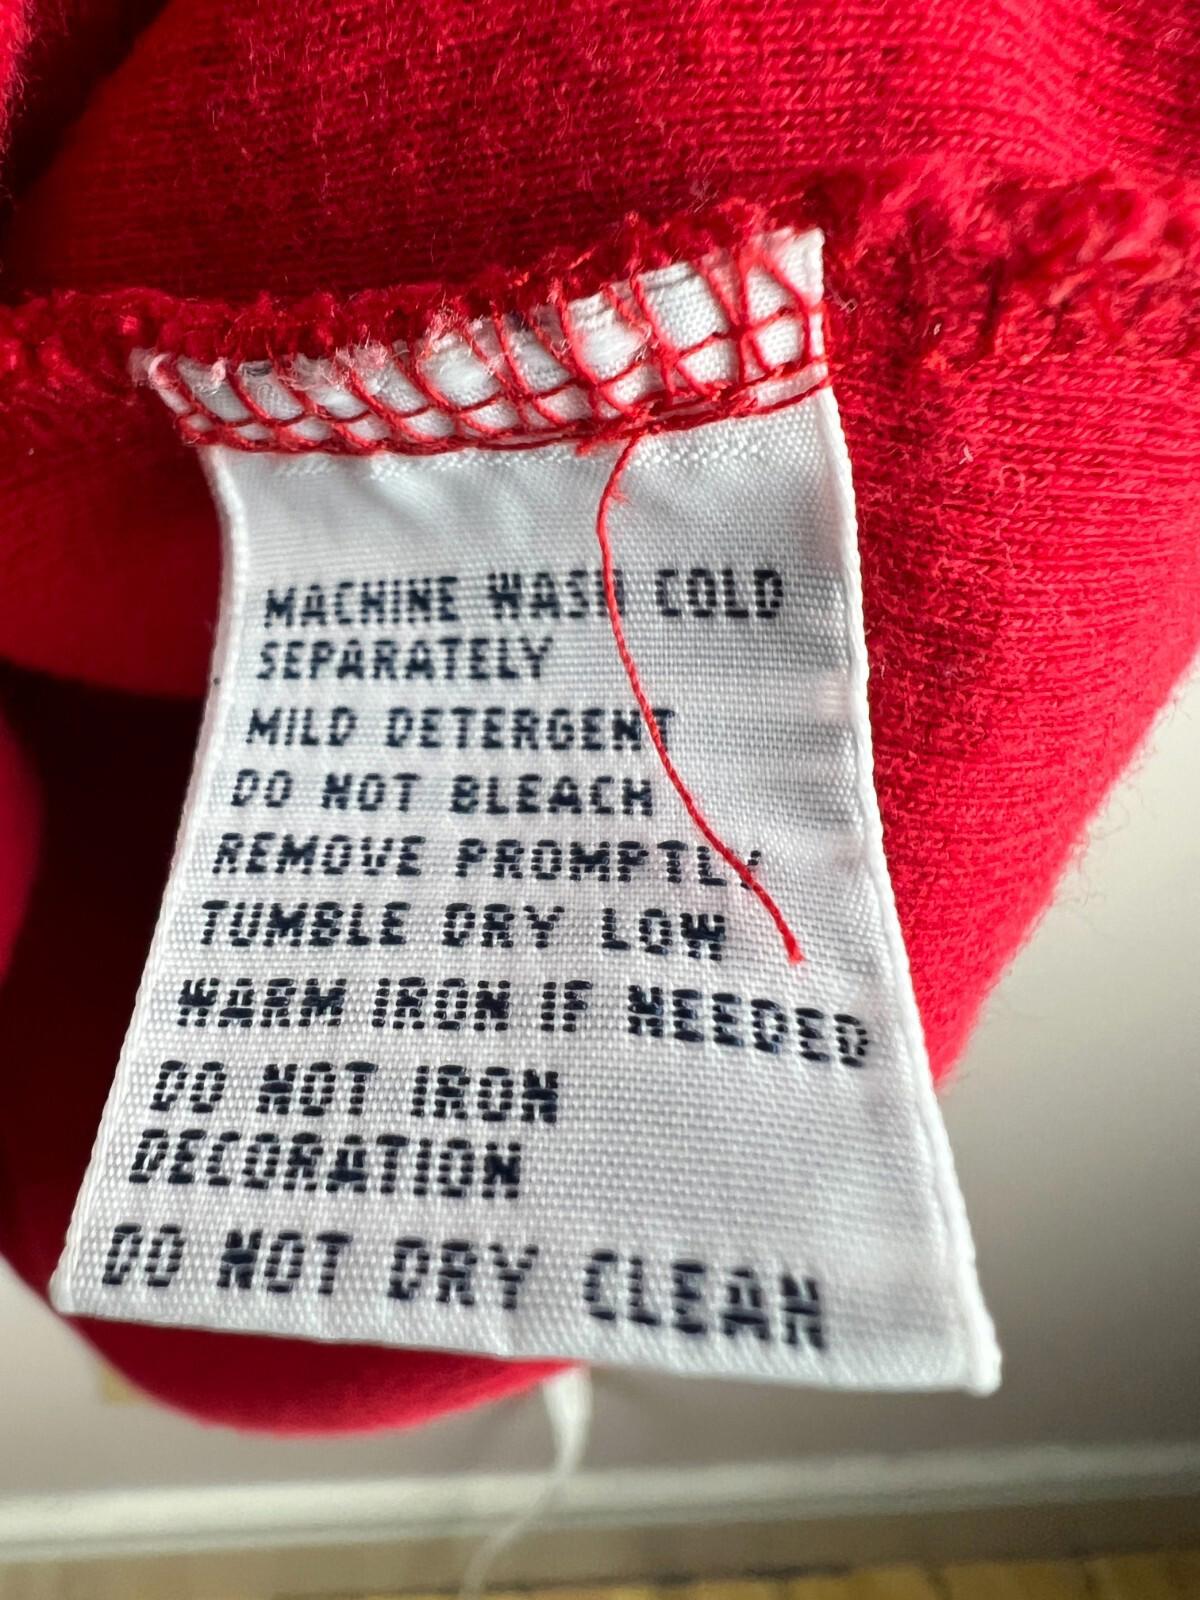 MACHINE WASH COLD
SEPARATELY
MILD DETERGENT
DO NOT BLEACH
REMOVE PROMPTLY
TUMBLE DRY LOW
WARM IRON IF NEEDED
DO NOT IRON
DECORATION
DO NOT DRY CLEAN